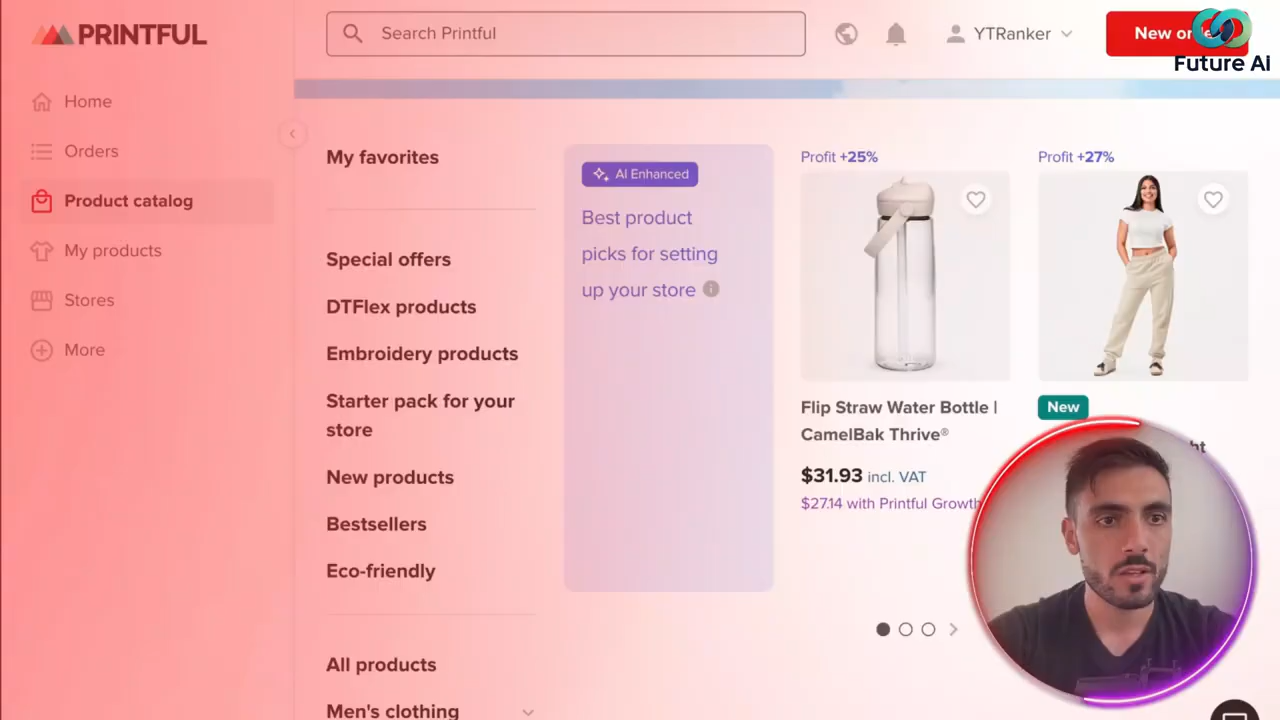 PRINTFUL
Search Printful
YTRanker
New or
Future AI
Home
Orders
Product catalog
My products
Stores
More
My favorites
Special offers
DTFlex products
Embroidery products
Starter pack for your
store
New products
Bestsellers
Eco-friendly
All products
Men's clothing
AI Enhanced
Best product
picks for setting
up your store
Profit +25%
Flip Straw Water Bottle |
CamelBak Thrive®
$31.93 incl. VAT
$27.14 with Printful Growth
Profit +27%
New